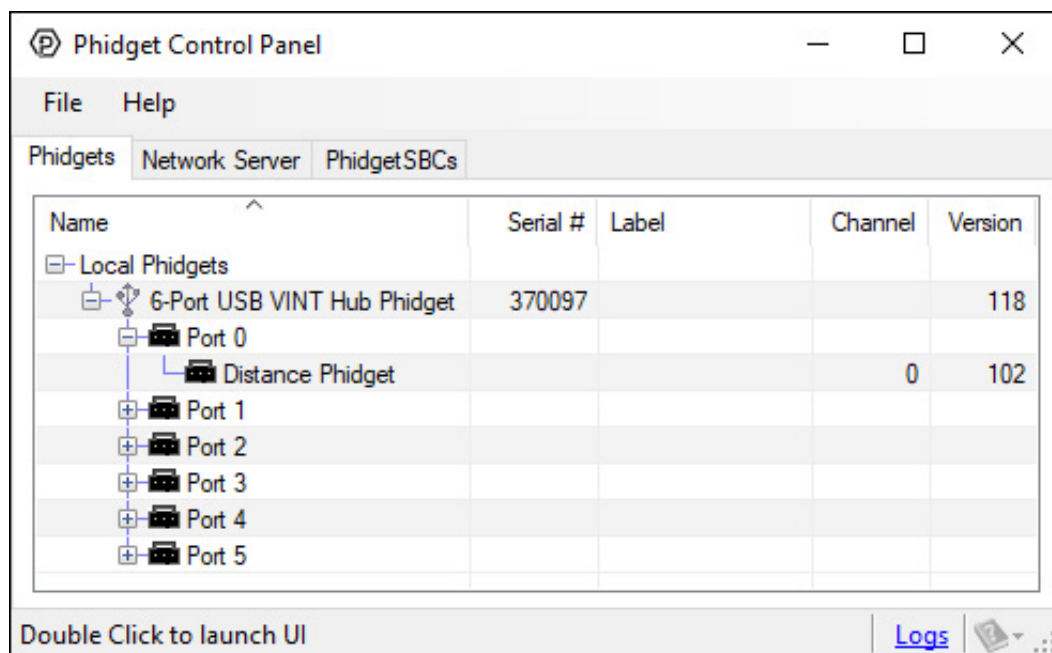 Phidget Control Panel
File Help
Phidgets Network Server PhidgetSBCs
Name Serial # Label Channel Version
Local Phidgets
6-Port USB VINT Hub Phidget 370097 118
Port 0
Distance Phidget 0 102
Port 1
Port 2
Port 3
Port 4
Port 5
Double Click to launch UI Logs